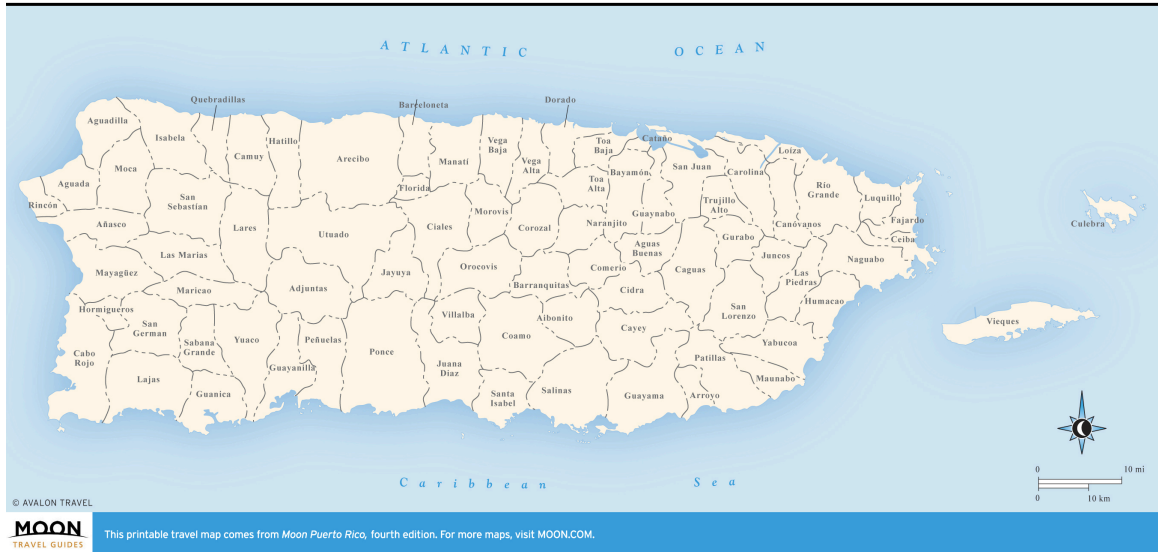 ATLANTIC OCEAN
Quebradillas
Barceloneta
Dorado
Aguadilla
Isabela
Camuy
Hatillo
Arecibo
Manatí
Vega
Baja
Vega
Alta
Toa
Baja
Cataño
San Juan
Loiza
Moca
Aguada
Rincón
San
Sebastían
Florida
Toa
Alta
Bayamón
Carolina
Río
Grande
Luquillo
Fajardo
Ceiba
Culebra
Añasco
Lares
Utuado
Ciales
Morovis
Corozal
Naranjito
Guaynabo
Trujillo
Alto
Canóvanos
Las Marias
Mayagüez
Maricao
Adjuntas
Jayuya
Orocovis
Barranquitas
Comerio
Aguas
Buenas
Cidra
Caguas
Gurabo
Juncos
Las
Piedras
Naguabo
Humacao
Hormigueros
San
German
Sabana
Grande
Yuaco
Peñuelas
Guayanilla
Ponce
Villalba
Coamo
Aibonito
Cayey
San
Lorenzo
Yabucoa
Vieques
Cabo
Rojo
Lajas
Guanica
Juana
Díaz
Santa
Isabel
Salinas
Guayama
Patillas
Arroyo
Maunabo
Caribbean Sea
0 10 mi
0 10 km
© AVALON TRAVEL
MOON
TRAVEL GUIDES
This printable travel map comes from Moon Puerto Rico, fourth edition. For more maps, visit MOON.COM.